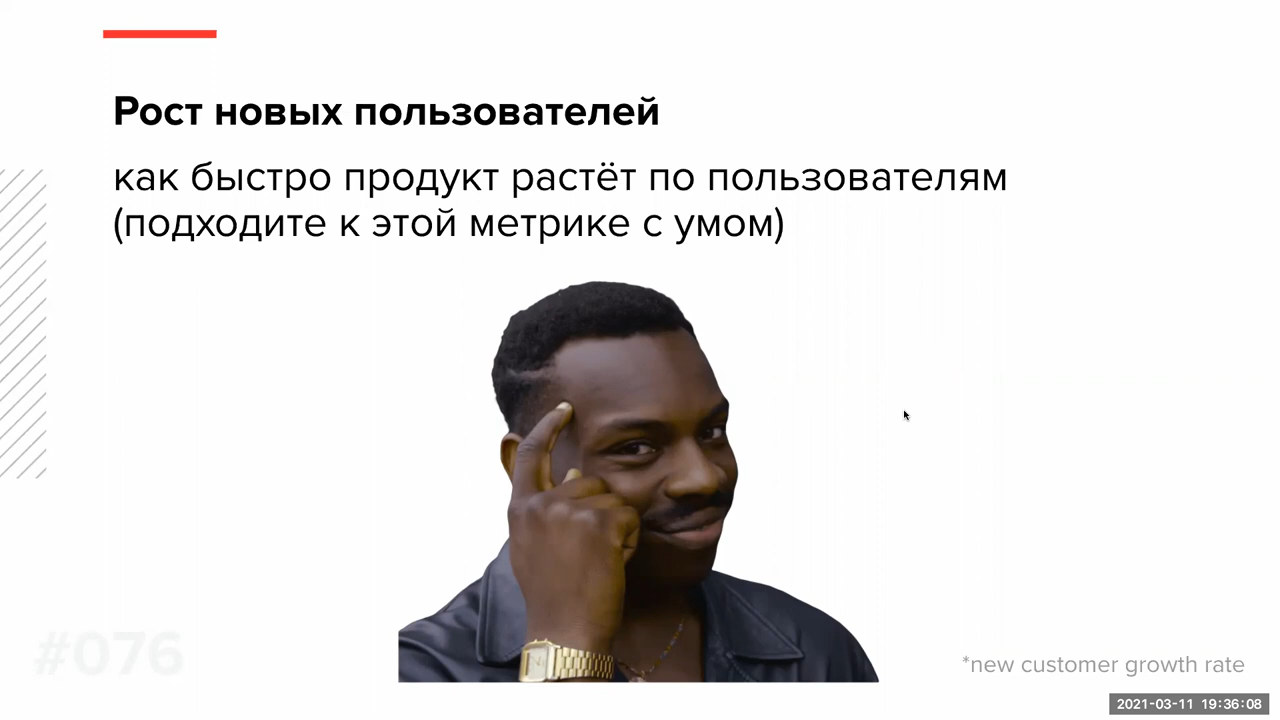 Рост новых пользователей
как быстро продукт растёт по пользователям
(подходите к этой метрике с умом)
#076
*new customer growth rate
2021-03-11 19:36:08